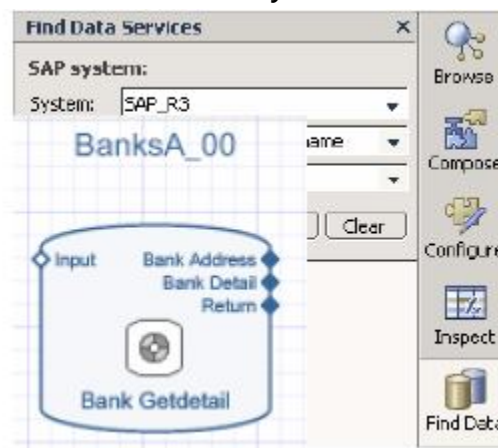 Find Data Services
SAP system:
System: SAP_R3
BanksA_00
ame
Clear
Input
Bank Address
Bank Detail
Return
Bank Getdetail
Browse
Compose
Configure
Inspect
Find Data